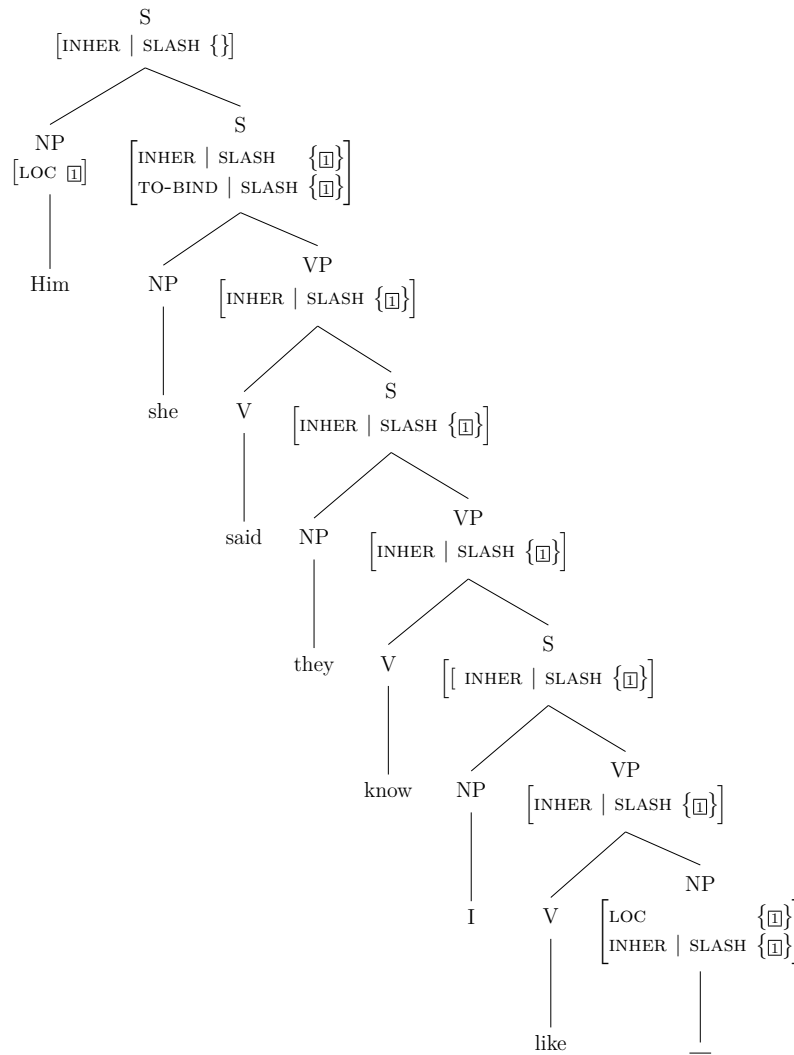 S
[INHER | SLASH {}]
NP
S
[LOC 1]
[INHER | SLASH {1}
TO-BIND | SLASH {1}]
Him
NP
VP
[INHER | SLASH {1}]
she
V
S
[INHER | SLASH {1}]
said
NP
VP
[INHER | SLASH {1}]
they
V
S
[[ INHER | SLASH {1}]
know
NP
VP
[INHER | SLASH {1}]
I
V
NP
[LOC {1}
INHER | SLASH {1}]
like
__